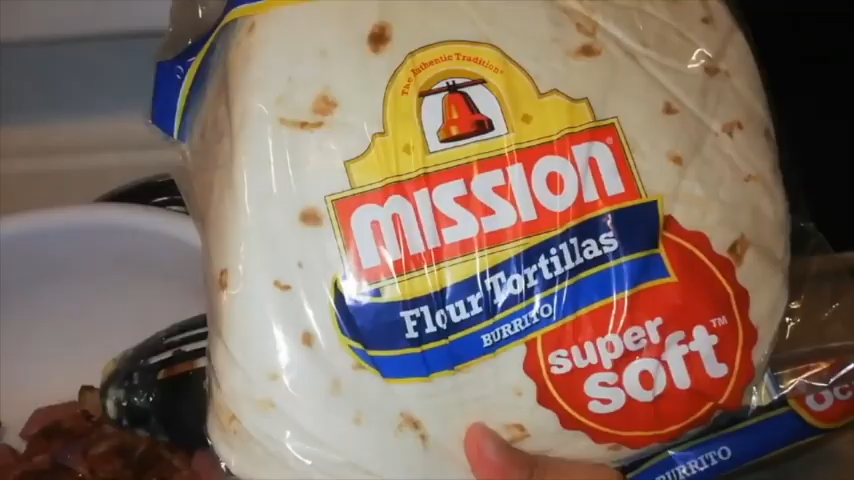 The Authentic Tradition®
MISSION®
Flour Tortillas
BURRITO
super
soft™
BURRITO